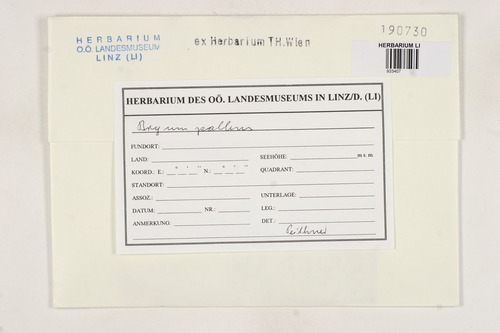 HERBARIUM
O.Ö. LANDESMUSEUM
LINZ (LI)
ex Herbarium TH.Wien
190730
HERBARIUM LI
933407
HERBARIUM DES OÖ. LANDESMUSEUMS IN LINZ/D. (LI)
Bryum pallens
FUNDORT:
LAND: SEEHÖHE: m s. m.
KOORD.: E.: ° ' '' N.: ° ' '' QUADRANT:
STANDORT:
ASSOZ.: UNTERLAGE:
DATUM: NR.: LEG.:
ANMERKUNG: DET.: